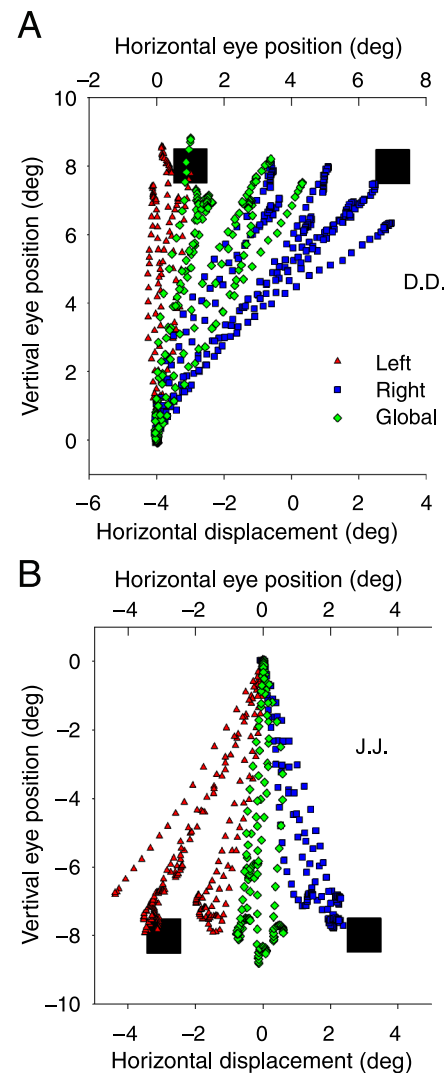 A
Horizontal eye position (deg)
−2 0 2 4 6 8
10
8
6
4
2
0
Vertival eye position (deg)
D.D.
Left
Right
Global
−6 −4 −2 0 2 4
Horizontal displacement (deg)
B
Horizontal eye position (deg)
−4 −2 0 2 4
0
−2
−4
−6
−8
−10
Vertival eye position (deg)
J.J.
−4 −2 0 2 4
Horizontal displacement (deg)